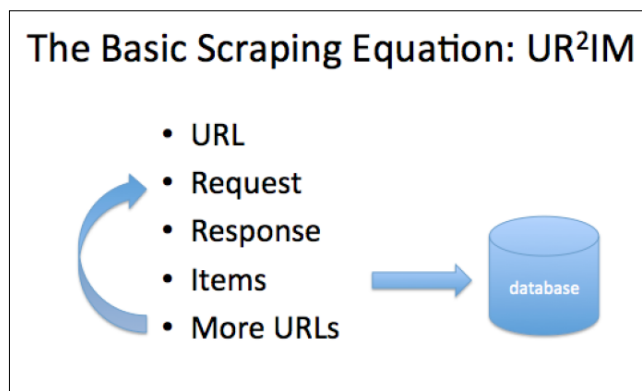 The Basic Scraping Equation: UR²IM
• URL
• Request
• Response
• Items
• More URLs
database